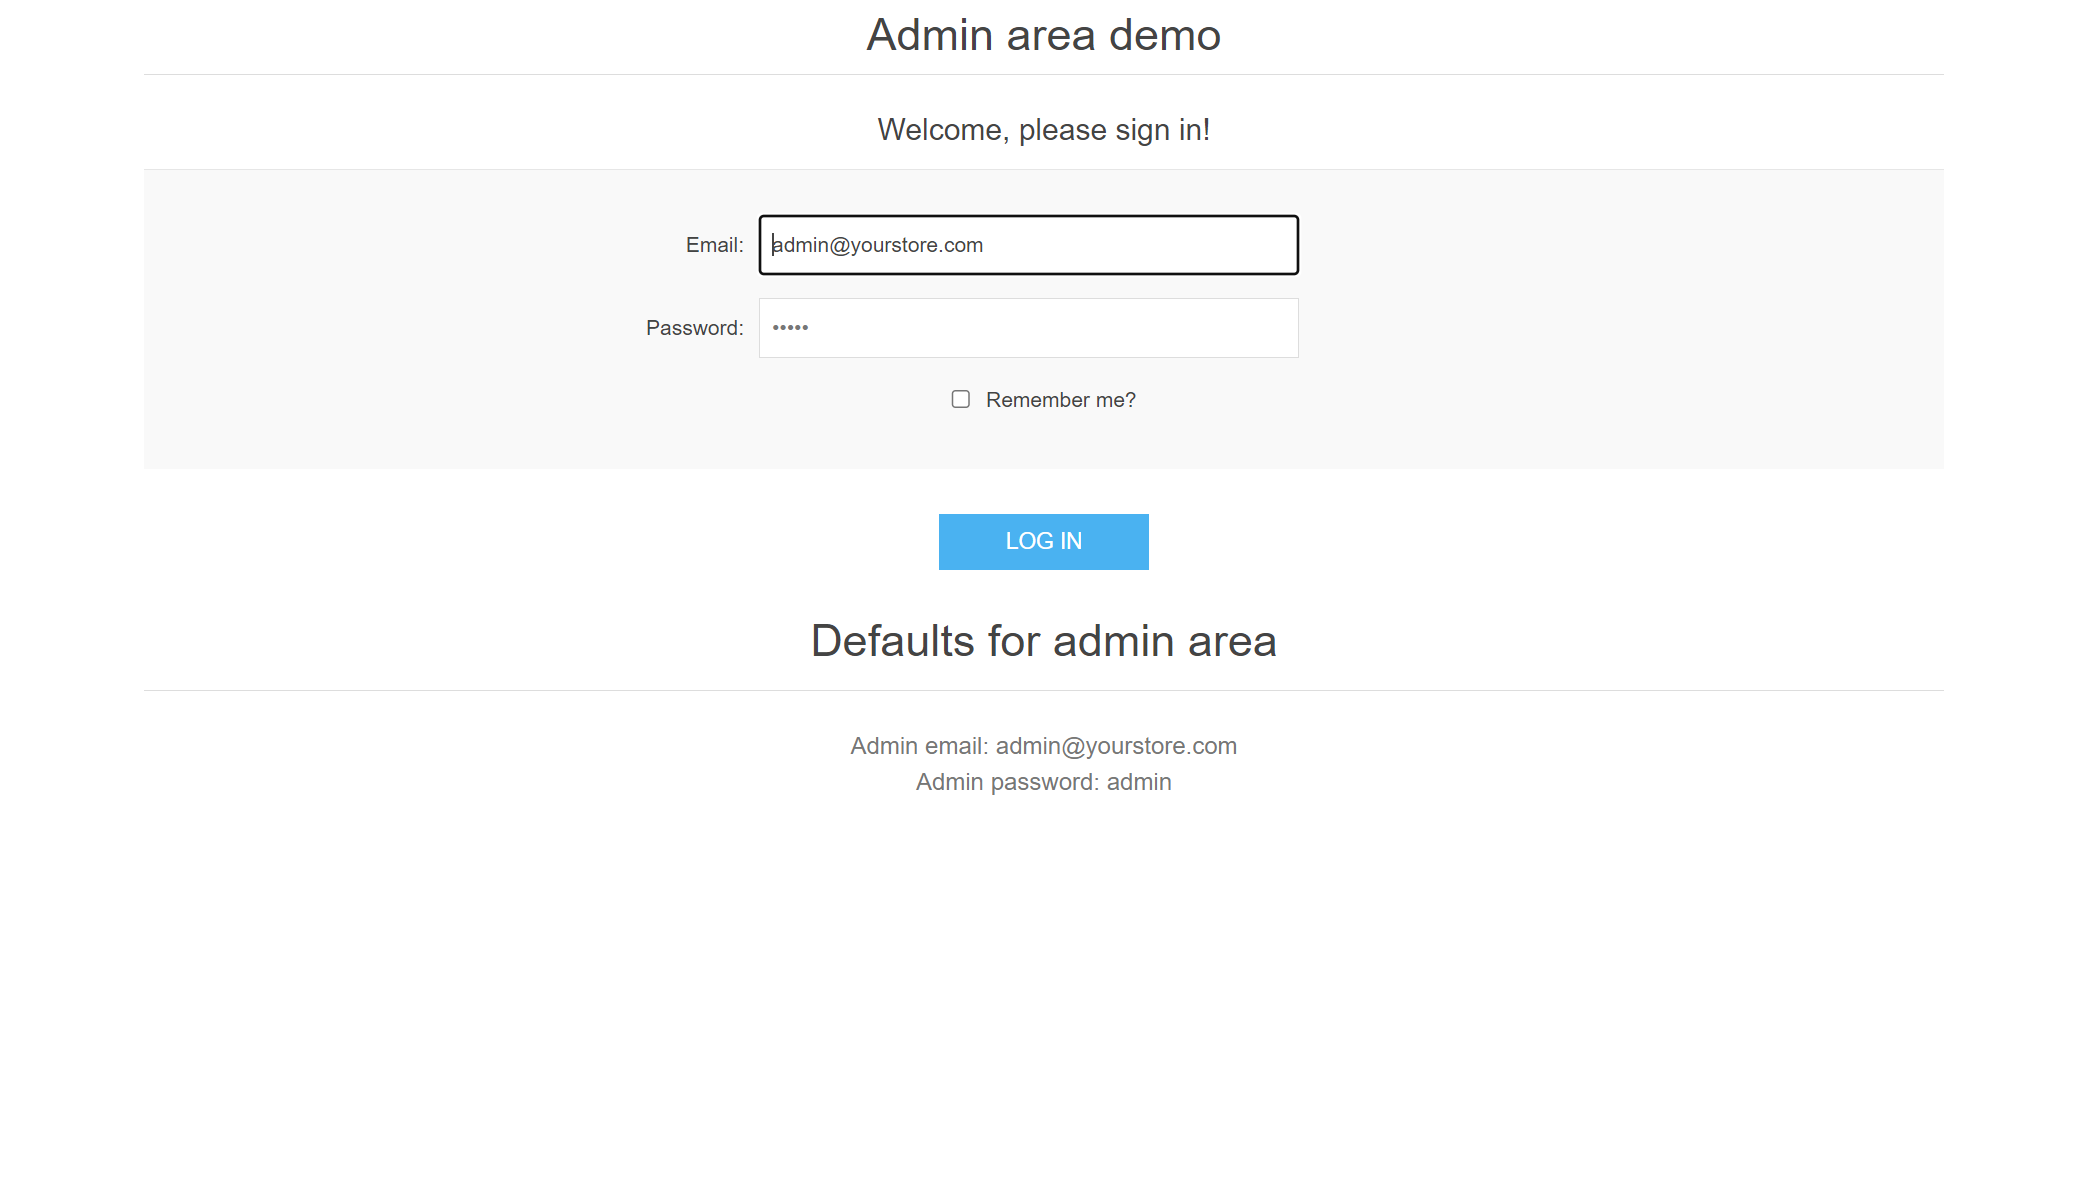 Admin area demo
Welcome, please sign in!
Email: admin@yourstore.com
Password: •••••
Remember me?
LOG IN
Defaults for admin area
Admin email: admin@yourstore.com
Admin password: admin